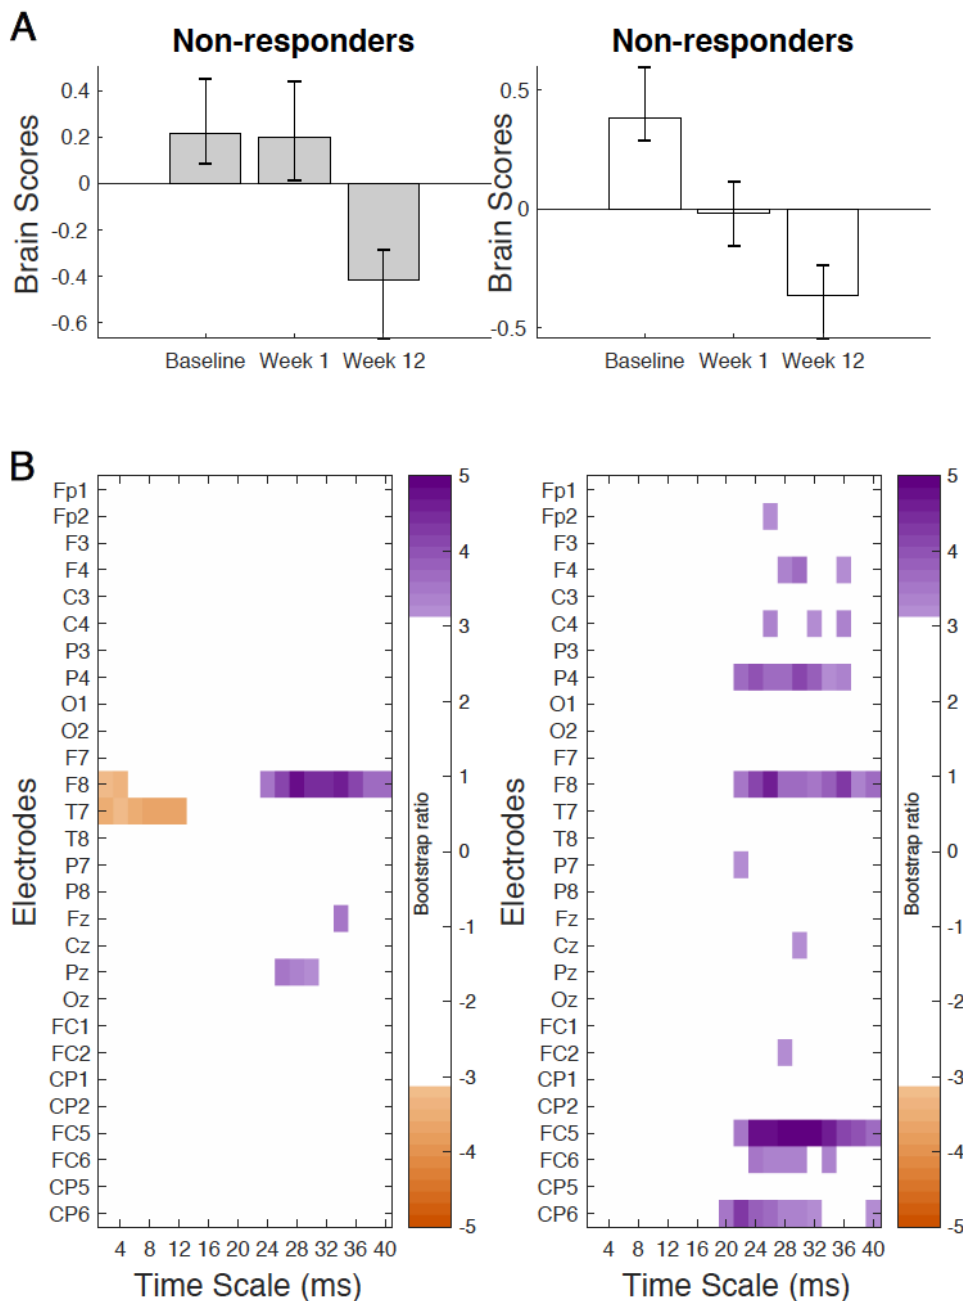 A
Non-responders
Non-responders
Brain Scores
0.4
0.2
0
-0.2
-0.4
-0.6
Baseline
Week 1
Week 12
Brain Scores
0.5
0
-0.5
Baseline
Week 1
Week 12
B
Electrodes
Fp1
Fp2
F3
F4
C3
C4
P3
P4
O1
O2
F7
F8
T7
T8
P7
P8
Fz
Cz
Pz
Oz
FC1
FC2
CP1
CP2
FC5
FC6
CP5
CP6
4 8 12 16 20 24 28 32 36 40
Time Scale (ms)
Bootstrap ratio
5
4
3
2
1
0
-1
-2
-3
-4
-5
Electrodes
Fp1
Fp2
F3
F4
C3
C4
P3
P4
O1
O2
F7
F8
T7
T8
P7
P8
Fz
Cz
Pz
Oz
FC1
FC2
CP1
CP2
FC5
FC6
CP5
CP6
4 8 12 16 20 24 28 32 36 40
Time Scale (ms)
Bootstrap ratio
5
4
3
2
1
0
-1
-2
-3
-4
-5